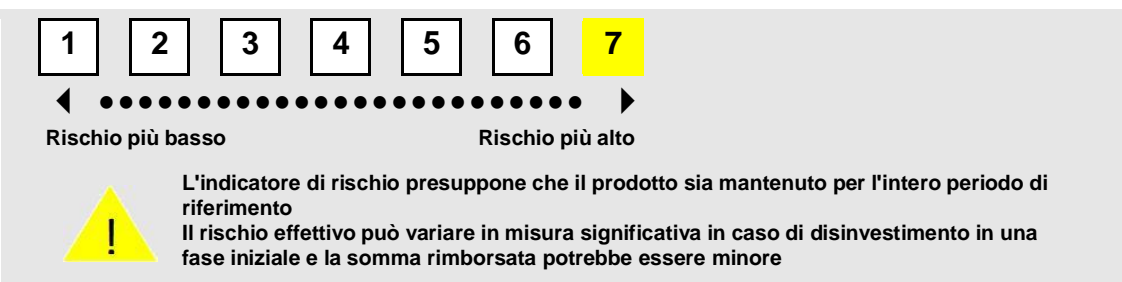 1 2 3 4 5 6 7
Rischio più basso Rischio più alto
L'indicatore di rischio presuppone che il prodotto sia mantenuto per l'intero periodo di
riferimento
Il rischio effettivo può variare in misura significativa in caso di disinvestimento in una
fase iniziale e la somma rimborsata potrebbe essere minore
!